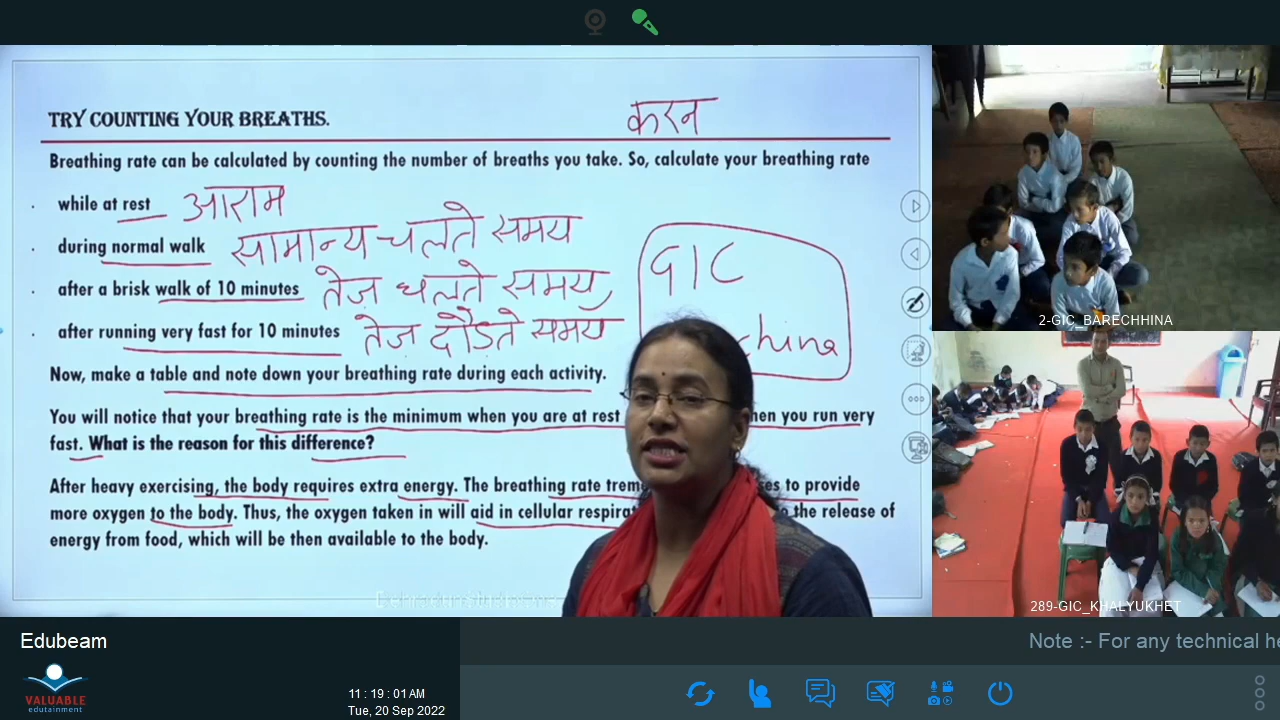 TRY COUNTING YOUR BREATHS.
करन
Breathing rate can be calculated by counting the number of breaths you take. So, calculate your breathing rate
while at rest आराम
during normal walk सामान्य चलते समय
after a brisk walk of 10 minutes तेज़ चलते समय
after running very fast for 10 minutes तेज़ दौड़ते समय
GIC
china
Now, make a table and note down your breathing rate during each activity.
You will notice that your breathing rate is the minimum when you are at rest when you run very
fast. What is the reason for this difference?
After heavy exercising, the body requires extra energy. The breathing rate to provide
more oxygen to the body. Thus, the oxygen taken in will aid in cellular the release of
energy from food, which will be then available to the body.
2-GIC_BARECHHINA
289-GIC_KHALYUKHET
Edubeam
Note :- For any technical he
VALUABLE
edutainment
11 : 19 : 01 AM
Tue, 20 Sep 2022